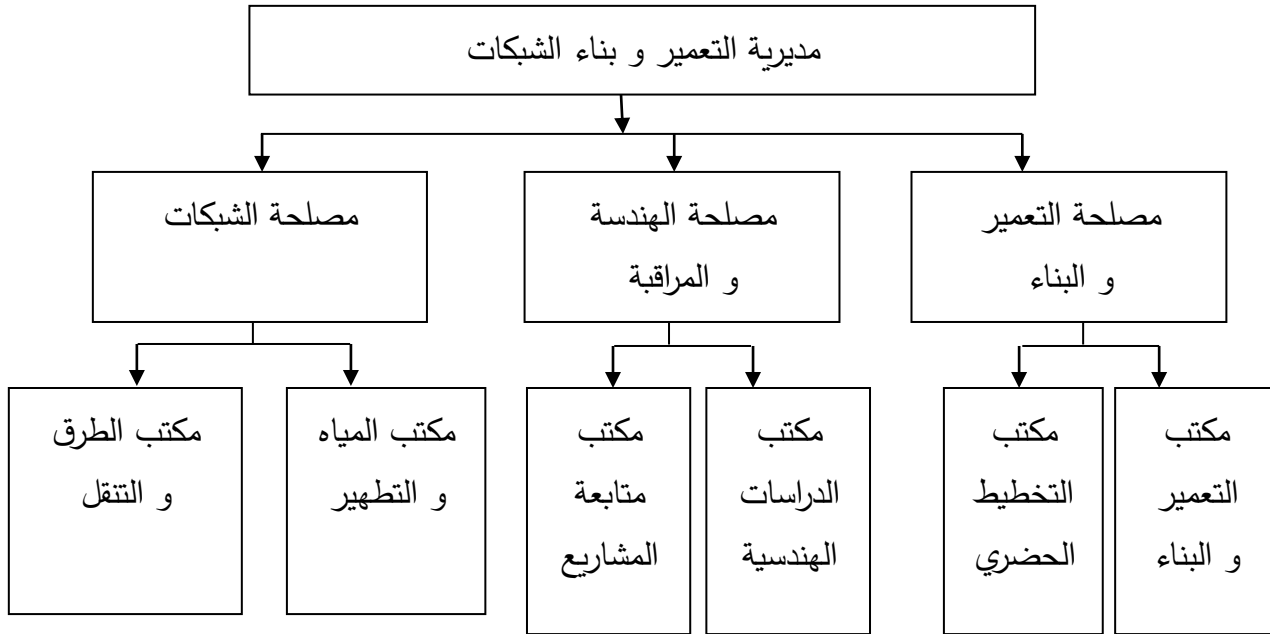 مديرية التعمير و بناء الشبكات
مصلحة التعمير
و البناء
مصلحة الهندسة
و المراقبة
مصلحة الشبكات
مكتب
التعمير
و البناء
مكتب
التخطيط
الحضري
مكتب
الدراسات
الهندسية
مكتب
متابعة
المشاريع
مكتب المياه
و التطهير
مكتب الطرق
و التنقل